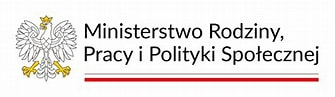 Ministerstwo Rodziny,
Pracy i Polityki Społecznej